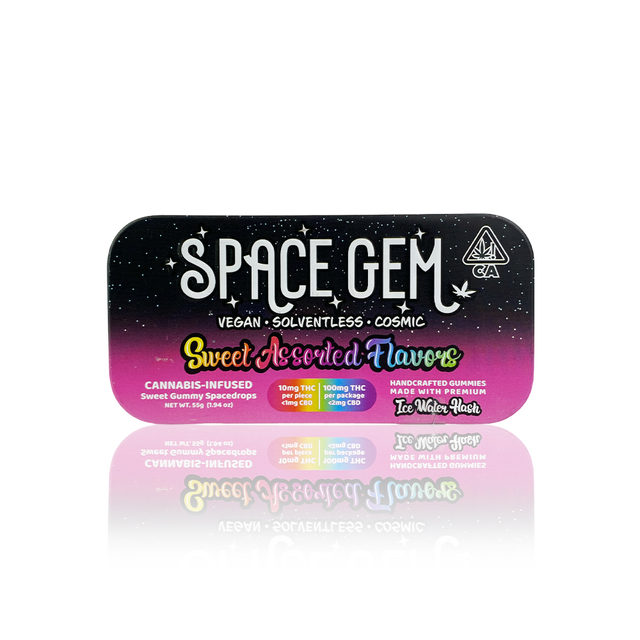 SPACE GEM
VEGAN • SOLVENTLESS • COSMIC
Sweet Assorted Flavors
CANNABIS-INFUSED
Sweet Gummy Spacedrops
NET WT. 55g (1.94 oz)
10mg THC
per piece
<1mg CBD
100mg THC
per package
<2mg CBD
HANDCRAFTED GUMMIES
MADE WITH PREMIUM
Ice Water Hash
!
CA